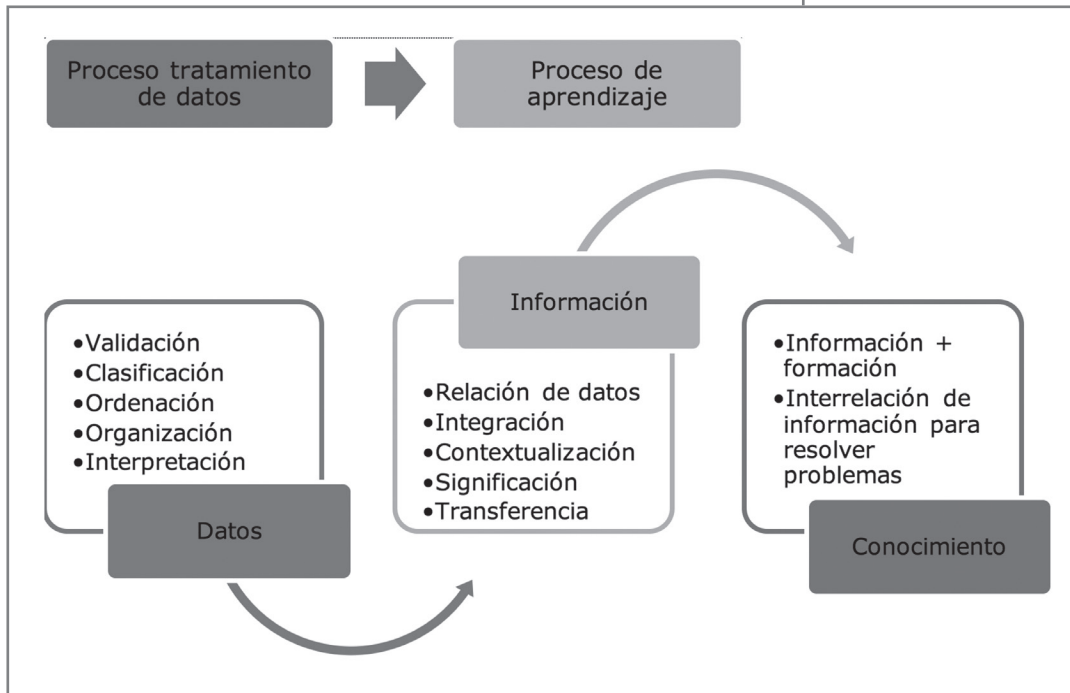 Proceso tratamiento
de datos
Proceso de
aprendizaje
•Validación
•Clasificación
•Ordenación
•Organización
•Interpretación
Datos
Información
•Relación de datos
•Integración
•Contextualización
•Significación
•Transferencia
•Información +
formación
•Interrelación de
información para
resolver
problemas
Conocimiento